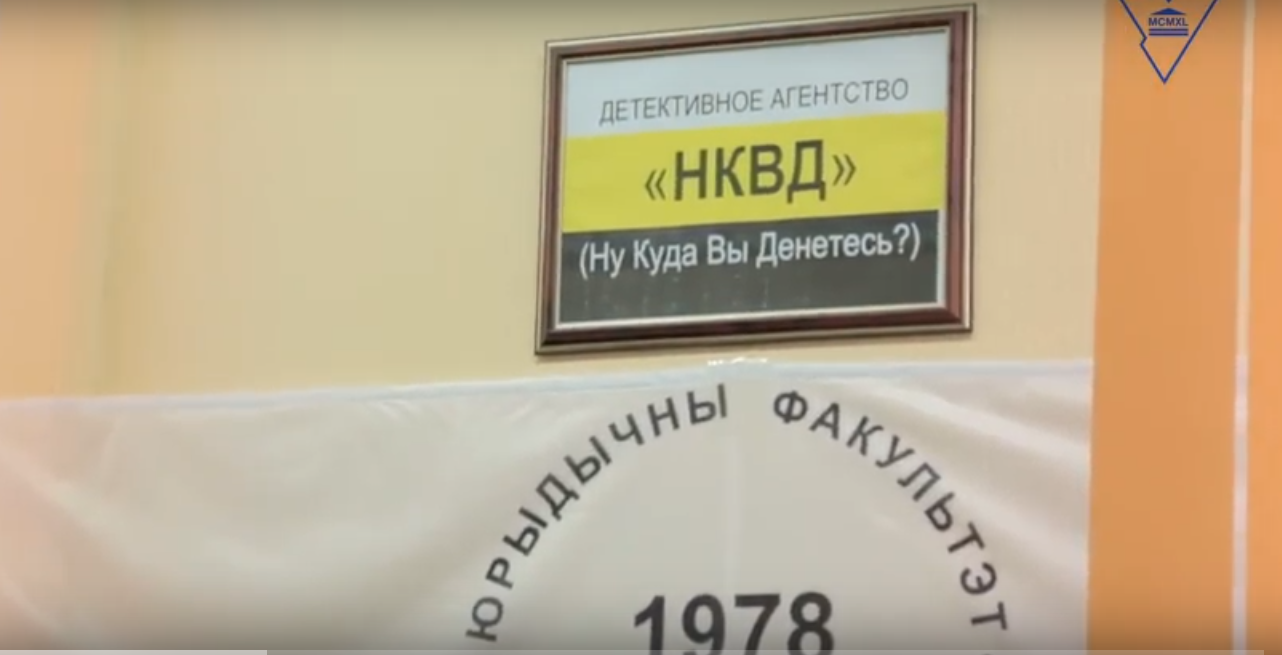 MCMXL
ДЕТЕКТИВНОЕ АГЕНТСТВО
«НКВД»
(Ну Куда Вы Денетесь?)
ЮРЫДЫЧНЫ ФАКУЛЬТЭТ
1978